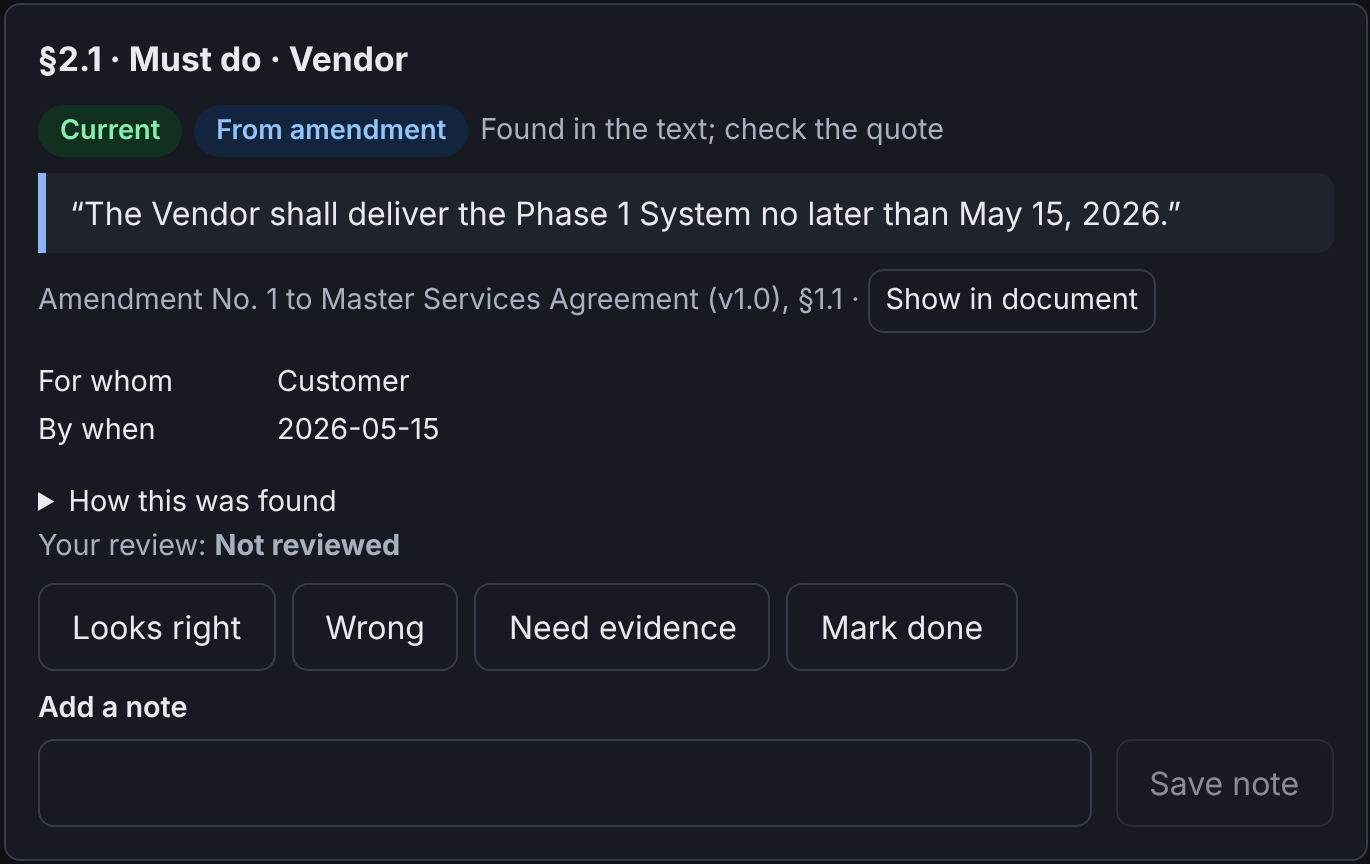 §2.1 · Must do · Vendor
Current From amendment Found in the text; check the quote
“The Vendor shall deliver the Phase 1 System no later than May 15, 2026.”
Amendment No. 1 to Master Services Agreement (v1.0), §1.1 · Show in document
For whom Customer
By when 2026-05-15
▶ How this was found
Your review: Not reviewed
Looks right Wrong Need evidence Mark done
Add a note
Save note